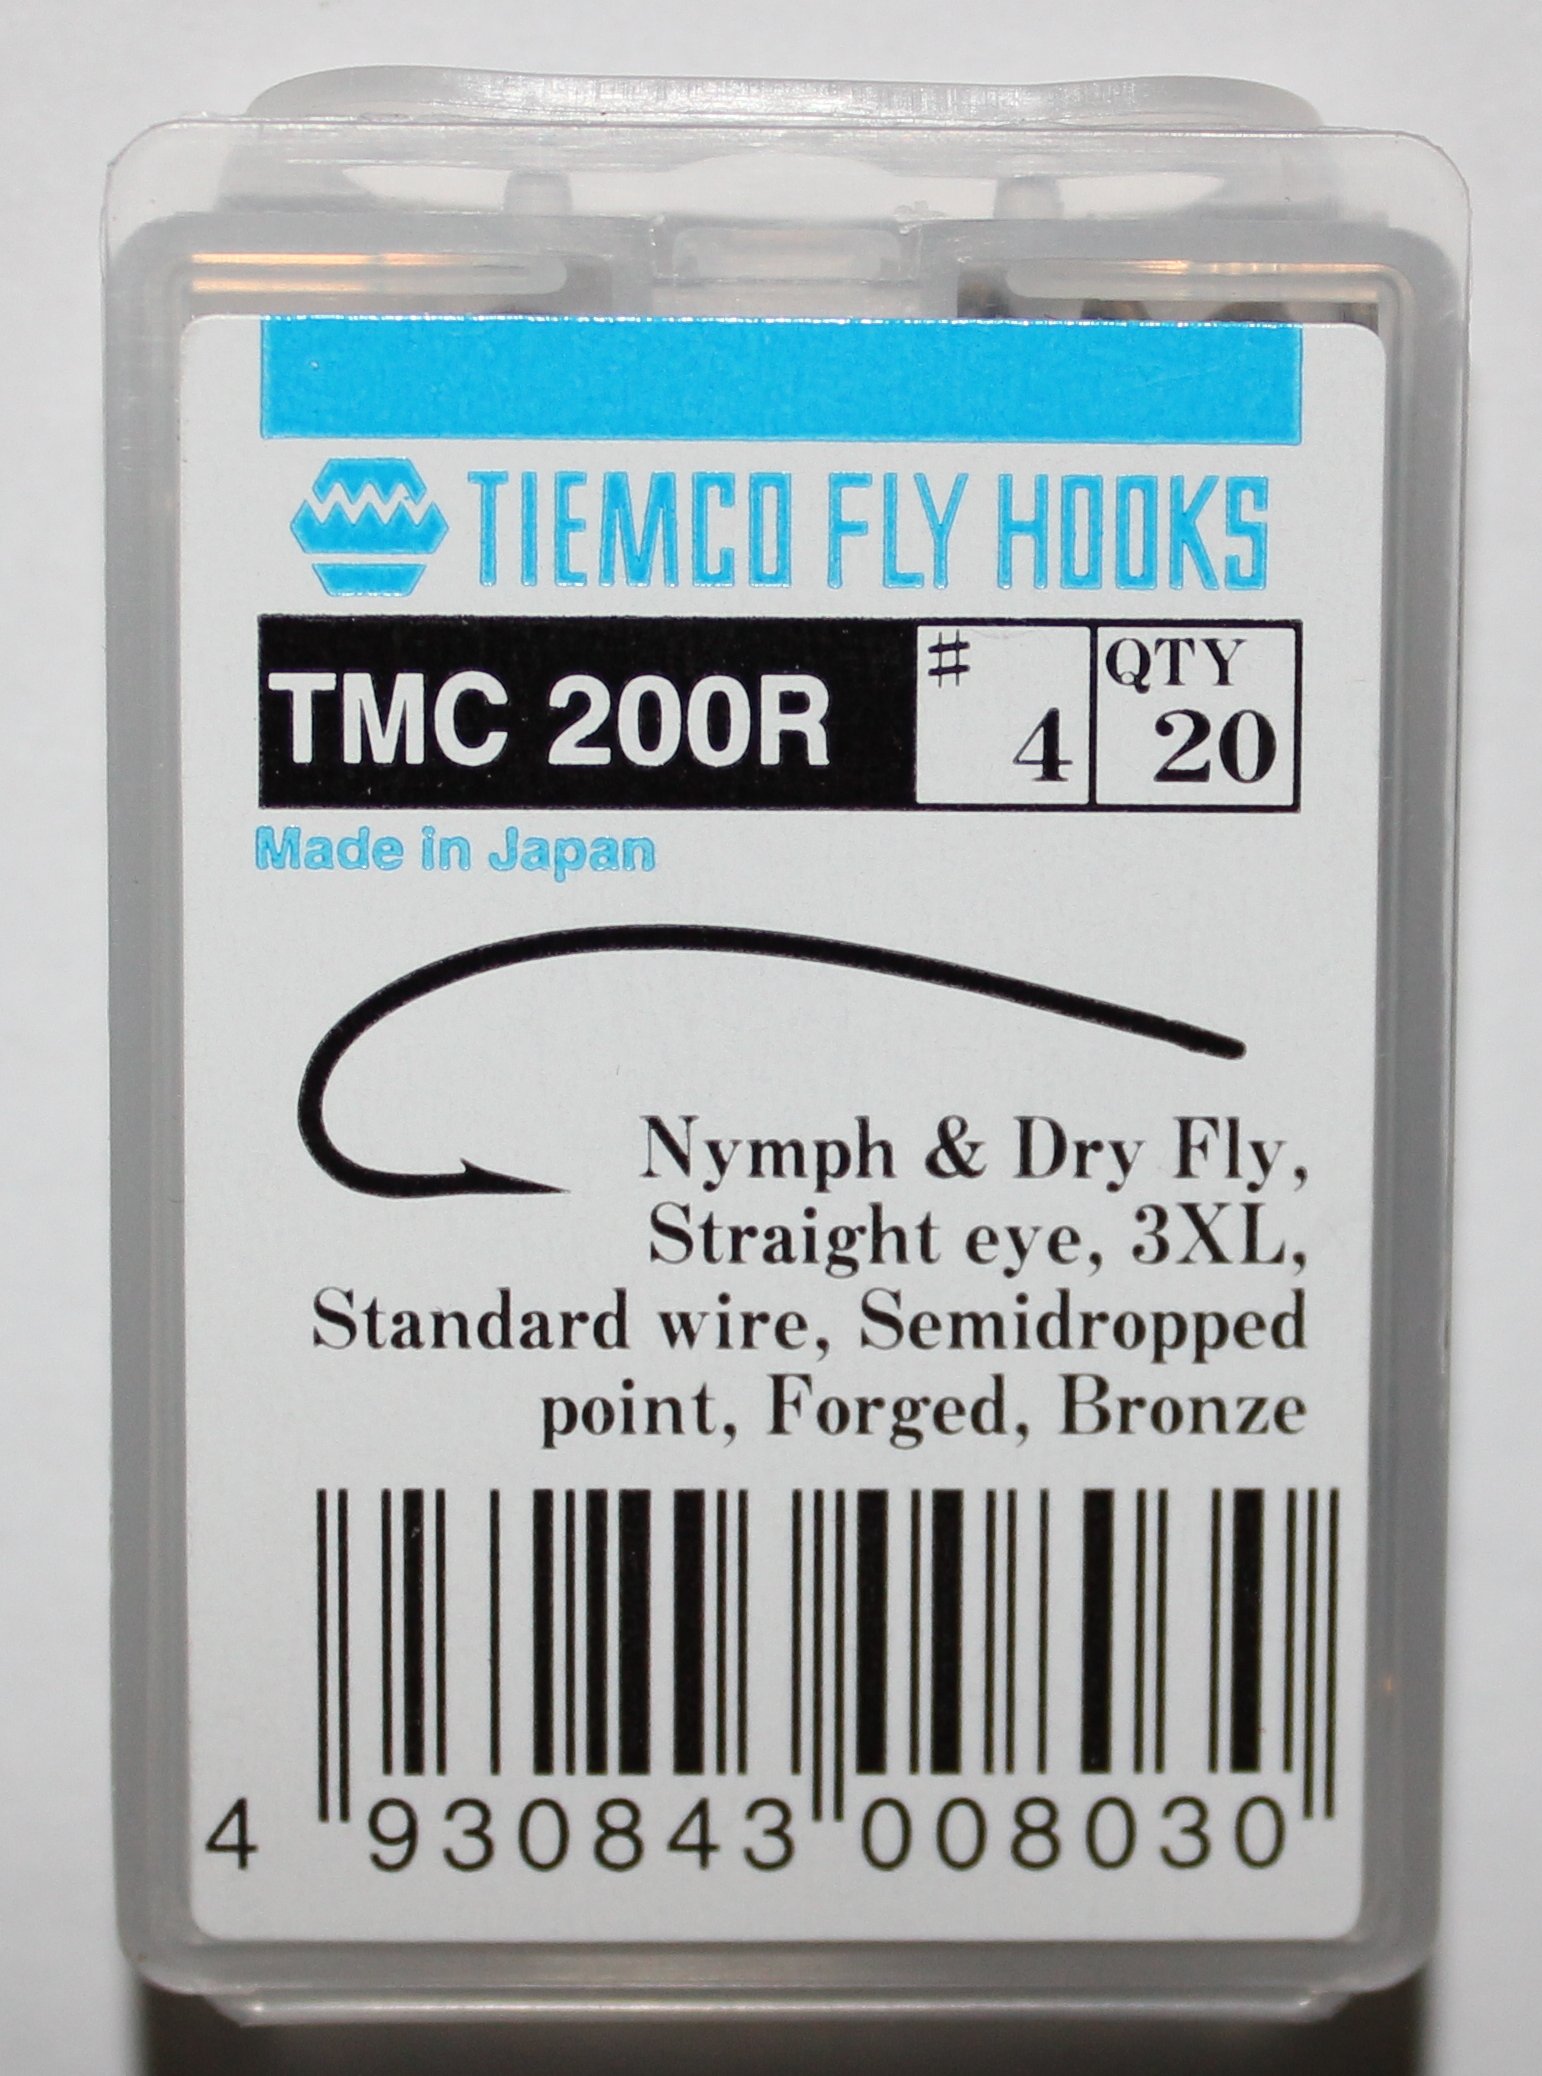 TIEMCO FLY HOOKS
TMC 200R # 4 QTY 20
Made in Japan
Nymph & Dry Fly,
Straight eye, 3XL,
Standard wire, Semidropped
point, Forged, Bronze
4 930843 008030